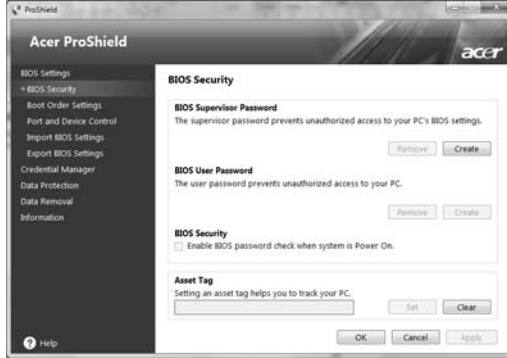 ProShield
Acer ProShield
acer
BIOS Settings
BIOS Security
Boot Order Settings
Port and Device Control
Import BIOS Settings
Export BIOS Settings
Credential Manager
Data Protection
Data Removal
Information
Help
BIOS Security
BIOS Supervisor Password
The supervisor password prevents unauthorized access to your PC's BIOS settings.
Remove Create
BIOS User Password
The user password prevents unauthorized access to your PC.
Remove Create
BIOS Security
Enable BIOS password check when system is Power On.
Asset Tag
Setting an asset tag helps you to track your PC.
Set Clear
OK Cancel Apply